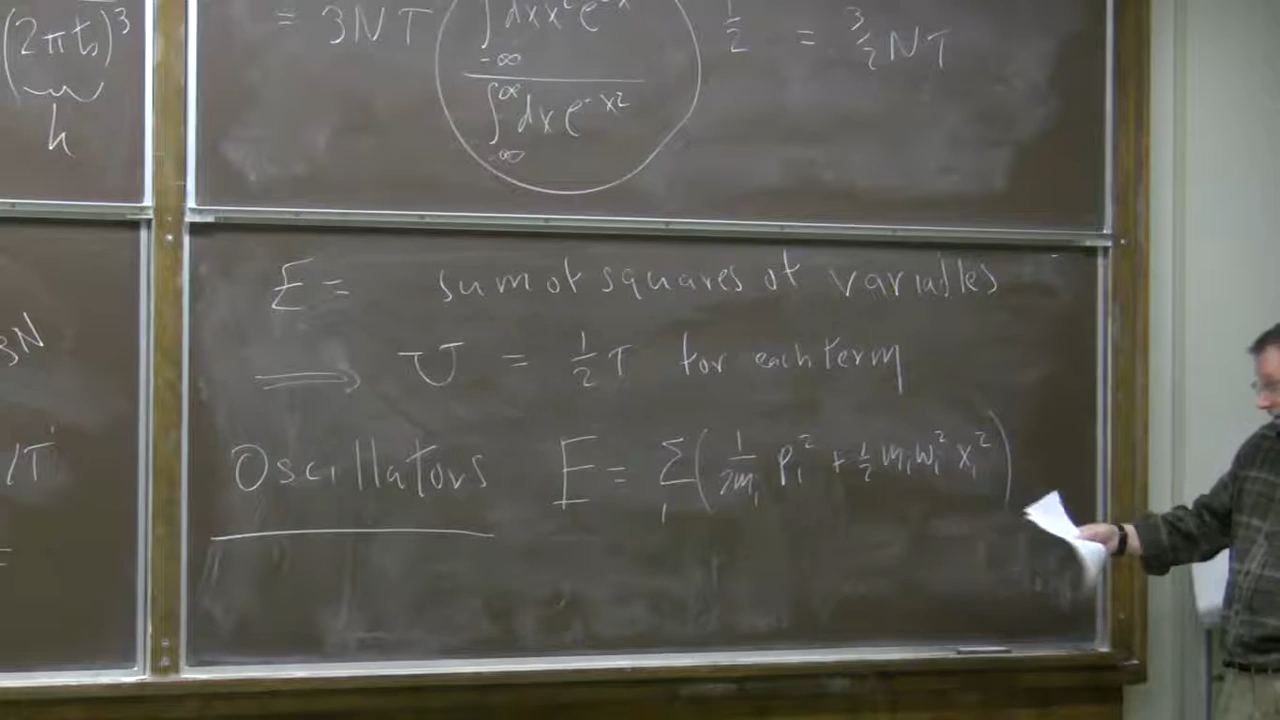 (2πħ)³
h
= 3NT ∫_{-∞} dx x² e^{-x²} / ∫_{-∞}^{∞} dx e^{-x²} 1/2 = 3/2 NT
3N
/T
E = sum of squares of variables
⟹ U = 1/2 T for each term
Oscillators E = Σ_i ( 1/2m_i p_i² + 1/2 m_i w_i² x_i² )